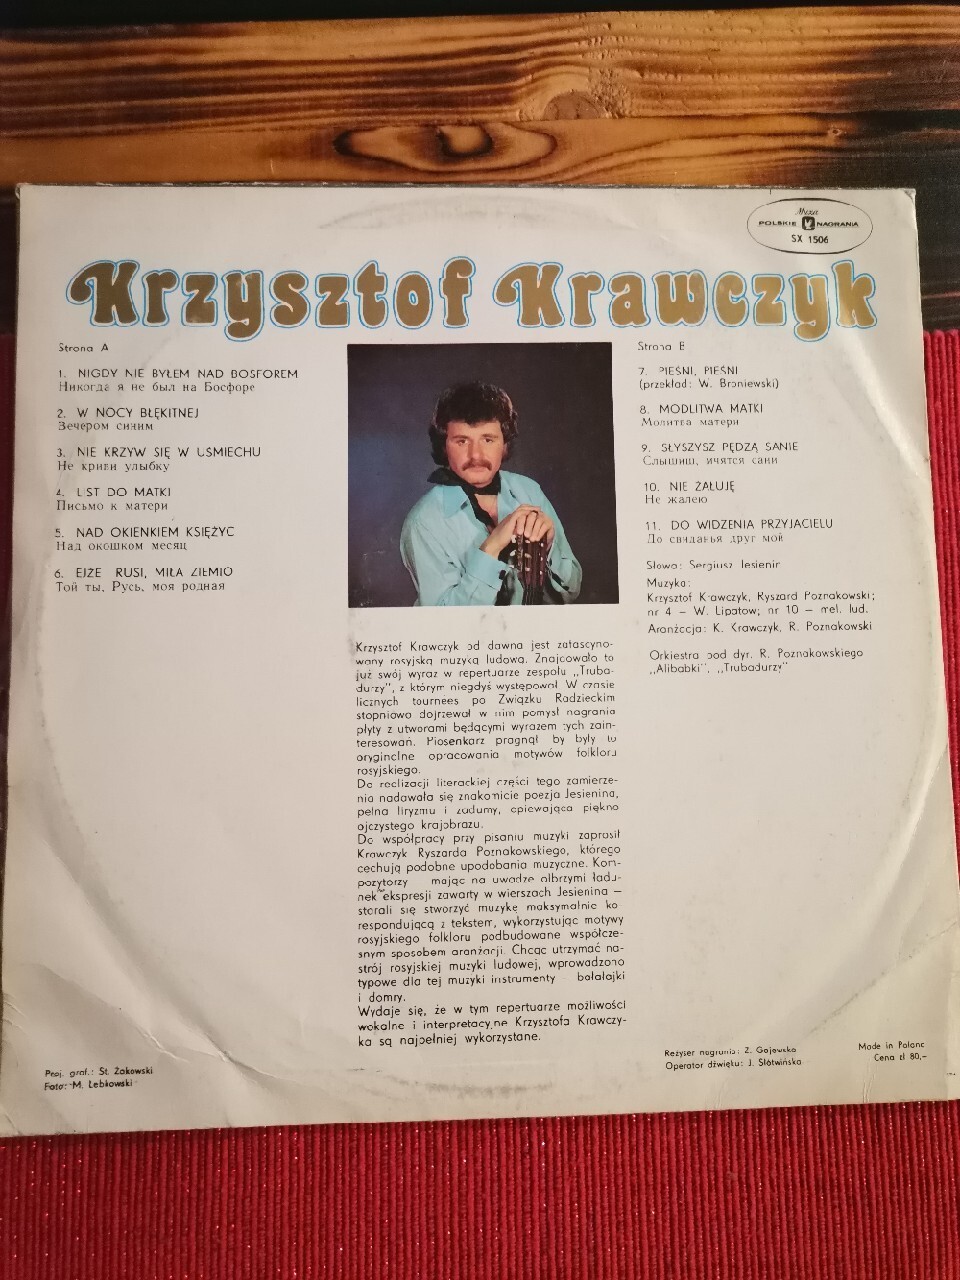 Muza
POLSKIE NAGRANIA
SX 1506
Krzysztof Krawczyk
Strona A
1. NIGDY NIE BYŁEM NAD BOSFOREM
Никогда я не был на Босфоре
2. W NOCY BŁĘKITNEJ
Вечером синим
3. NIE KRZYW SIĘ W UŚMIECHU
Не криви улыбку
4. LIST DO MATKI
Письмо к матери
5. NAD OKIENKIEM KSIĘŻYC
Над окошком месяц
6. EJŻE RUSI, MIŁA ZIEMIO
Той ты, Русь, моя родная
Strona B
7. PIEŚNI, PIEŚNI
(przekład: W. Broniewski)
8. MODLITWA MATKI
Молитва матери
9. SŁYSZYSZ PĘDZĄ SANIE
Слышиш, мчятся сани
10. NIE ŻAŁUJĘ
Не жалею
11. DO WIDZENIA PRZYJACIELU
До свиданья друг мой
Słowa: Sergiusz Jesienin
Muzyka:
Krzysztof Krawczyk, Ryszard Poznakowski;
nr 4 – W. Lipatow; nr 10 – mel. lud.
Aranżacja: K. Krawczyk, R. Poznakowski
Orkiestra pod dyr. R. Poznakowskiego
„Alibabki", „Trubadurzy"
Krzysztof Krawczyk od dawna jest zafascyno-
wany rosyjską muzyką ludową. Znajdowało to
już swój wyraz w repertuarze zespołu „Truba-
durzy", z którym niegdyś występował. W czasie
licznych tournees po Związku Radzieckim
stopniowo dojrzewał w nim pomysł nagrania
płyty z utworami będącymi wyrazem tych zain-
teresowań. Piosenkarz pragnął by były to
oryginalne opracowania motywów folkloru
rosyjskiego.
Do realizacji literackiej części tego zamierze-
nia nadawała się znakomicie poezja Jesienina,
pełna liryzmu i zadumy, opiewająca piękno
ojczystego krajobrazu.
Do współpracy przy pisaniu muzyki zaprosił
Krawczyk Ryszarda Poznakowskiego, którego
cechują podobne upodobania muzyczne. Kom-
pozytorzy mając na uwadze olbrzymi ładu-
nek ekspresji zawarty w wierszach Jesienina –
starali się stworzyć muzykę maksymalnie ko
respondującą z tekstem, wykorzystując motywy
rosyjskiego folkloru podbudowane współcze-
snym sposobem aranżacji. Chcąc utrzymać na-
strój rosyjskiej muzyki ludowej, wprowadzono
typowe dla tej muzyki instrumenty – bałałajki
i domry.
Wydaje się, że w tym repertuarze możliwości
wokalne i interpretacyjne Krzysztofa Krawczy-
ka są najpełniej wykorzystane.
Proj. graf.: St. Żakowski
Foto: M. Łebkowski
Reżyser nagrania: Z. Gajewska
Operator dźwięku: J. Słotwińska
Made in Poland
Cena zł 80,–